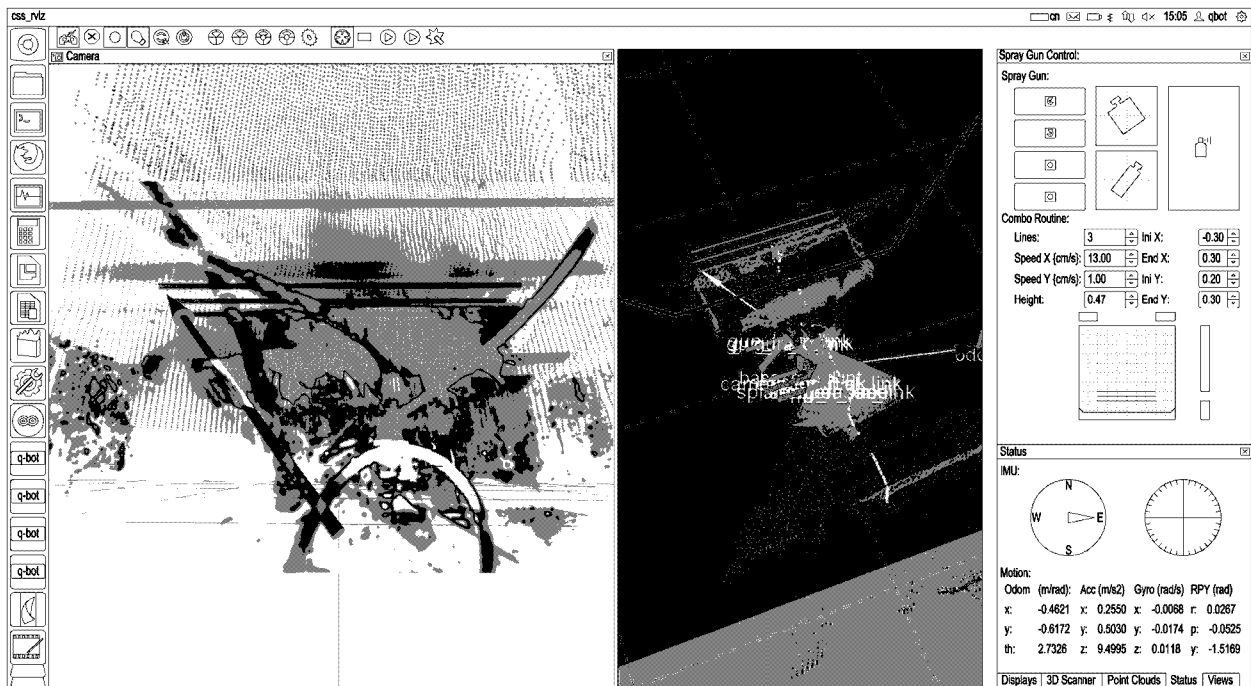 css_rvlz
cn 15:05 qbot
Camera
Spray Gun Control:
Spray Gun:
Combo Routine:
Lines: 3 Ini X: -0.30
Speed X {cm/s}: 13.00 End X: 0.30
Speed Y {cm/s}: 1.00 Ini Y: 0.20
Height: 0.47 End Y: 0.30
q-bot
q-bot
q-bot
q-bot
Status
IMU:
N
W E
S
Motion:
Odom (m/rad): Acc (m/s2) Gyro (rad/s) RPY (rad)
x: -0.4621 x: 0.2550 x: -0.0068 r: 0.0267
y: -0.6172 y: 0.5030 y: -0.0174 p: -0.0525
th: 2.7326 z: 9.4995 z: 0.0118 y: -1.5169
Displays 3D Scanner Point Clouds Status Views